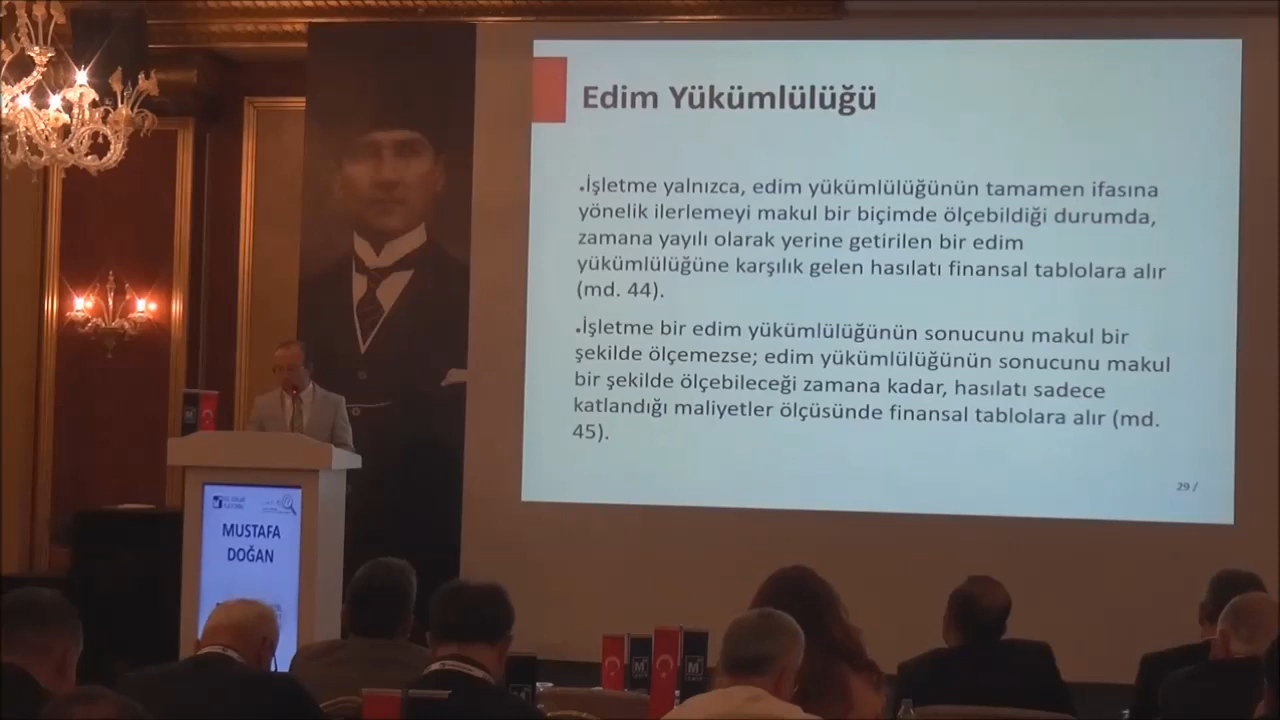 Edim Yükümlülüğü
.İşletme yalnızca, edim yükümlülüğünün tamamen ifasına
yönelik ilerlemeyi makul bir biçimde ölçebildiği durumda,
zamana yayılı olarak yerine getirilen bir edim
yükümlülüğüne karşılık gelen hasılatı finansal tablolara alır
(md. 44).
.İşletme bir edim yükümlülüğünün sonucunu makul bir
şekilde ölçemezse; edim yükümlülüğünün sonucunu makul
bir şekilde ölçebileceği zamana kadar, hasılatı sadece
katlandığı maliyetler ölçüsünde finansal tablolara alır (md.
45).
29 /
MUSTAFA
DOĞAN